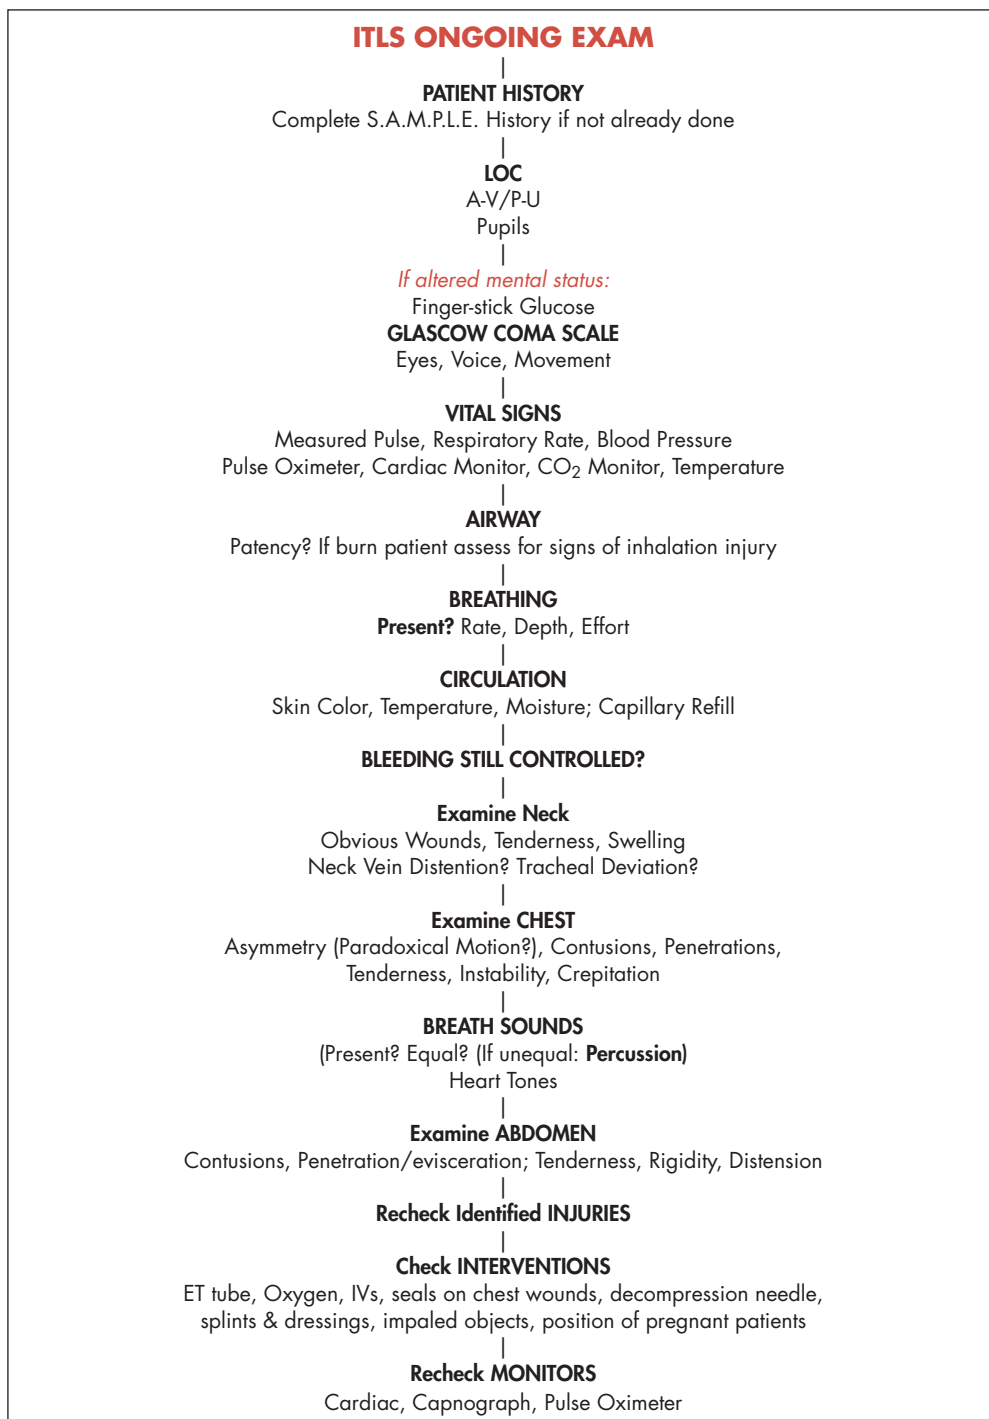 ITLS ONGOING EXAM
PATIENT HISTORY
Complete S.A.M.P.L.E. History if not already done
LOC
A-V/P-U
Pupils
If altered mental status:
Finger-stick Glucose
GLASCOW COMA SCALE
Eyes, Voice, Movement
VITAL SIGNS
Measured Pulse, Respiratory Rate, Blood Pressure
Pulse Oximeter, Cardiac Monitor, CO2 Monitor, Temperature
AIRWAY
Patency? If burn patient assess for signs of inhalation injury
BREATHING
Present? Rate, Depth, Effort
CIRCULATION
Skin Color, Temperature, Moisture; Capillary Refill
BLEEDING STILL CONTROLLED?
Examine Neck
Obvious Wounds, Tenderness, Swelling
Neck Vein Distention? Tracheal Deviation?
Examine CHEST
Asymmetry (Paradoxical Motion?), Contusions, Penetrations,
Tenderness, Instability, Crepitation
BREATH SOUNDS
(Present? Equal? (If unequal: Percussion)
Heart Tones
Examine ABDOMEN
Contusions, Penetration/evisceration; Tenderness, Rigidity, Distension
Recheck Identified INJURIES
Check INTERVENTIONS
ET tube, Oxygen, IVs, seals on chest wounds, decompression needle,
splints & dressings, impaled objects, position of pregnant patients
Recheck MONITORS
Cardiac, Capnograph, Pulse Oximeter